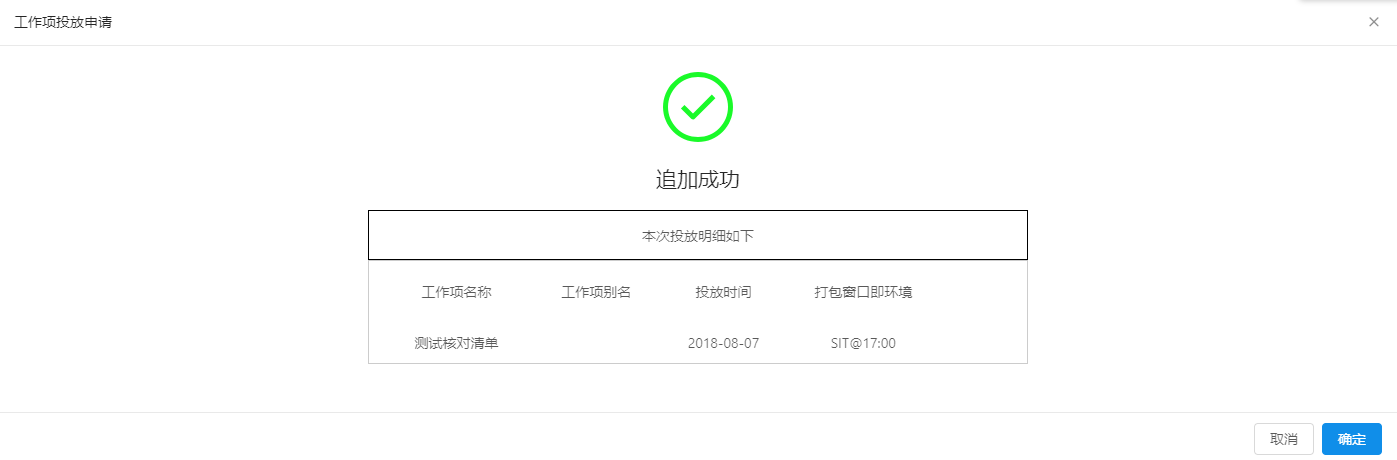 工作项投放申请
追加成功
本次投放明细如下
工作项名称 工作项别名 投放时间 打包窗口即环境
测试核对清单 2018-08-07 SIT@17:00
取消 确定